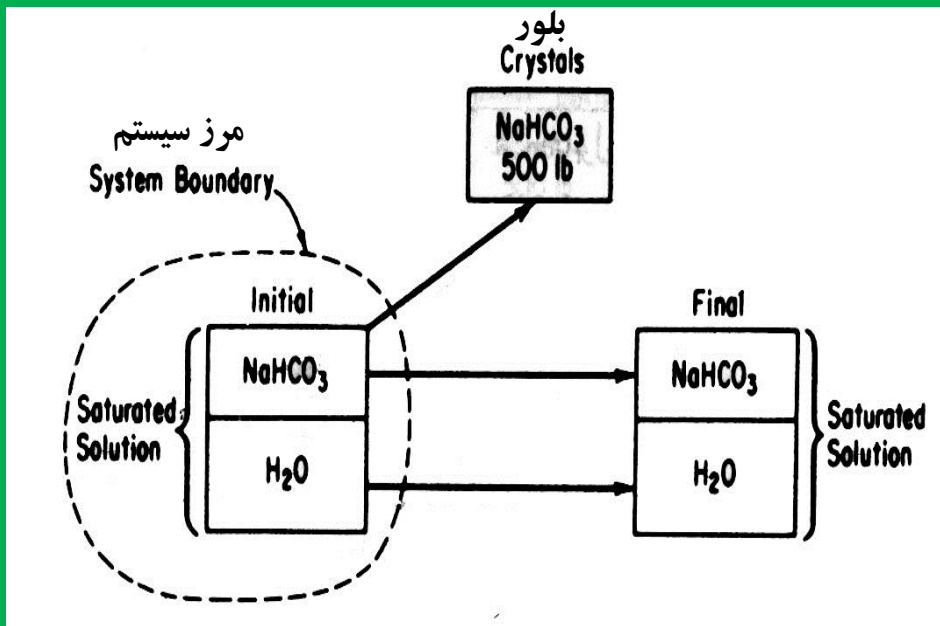 بلور
Crystals
NaHCO₃
500 lb
مرز سیستم
System Boundary
Initial
Final
Saturated
Solution
NaHCO₃
H₂O
NaHCO₃
H₂O
Saturated
Solution